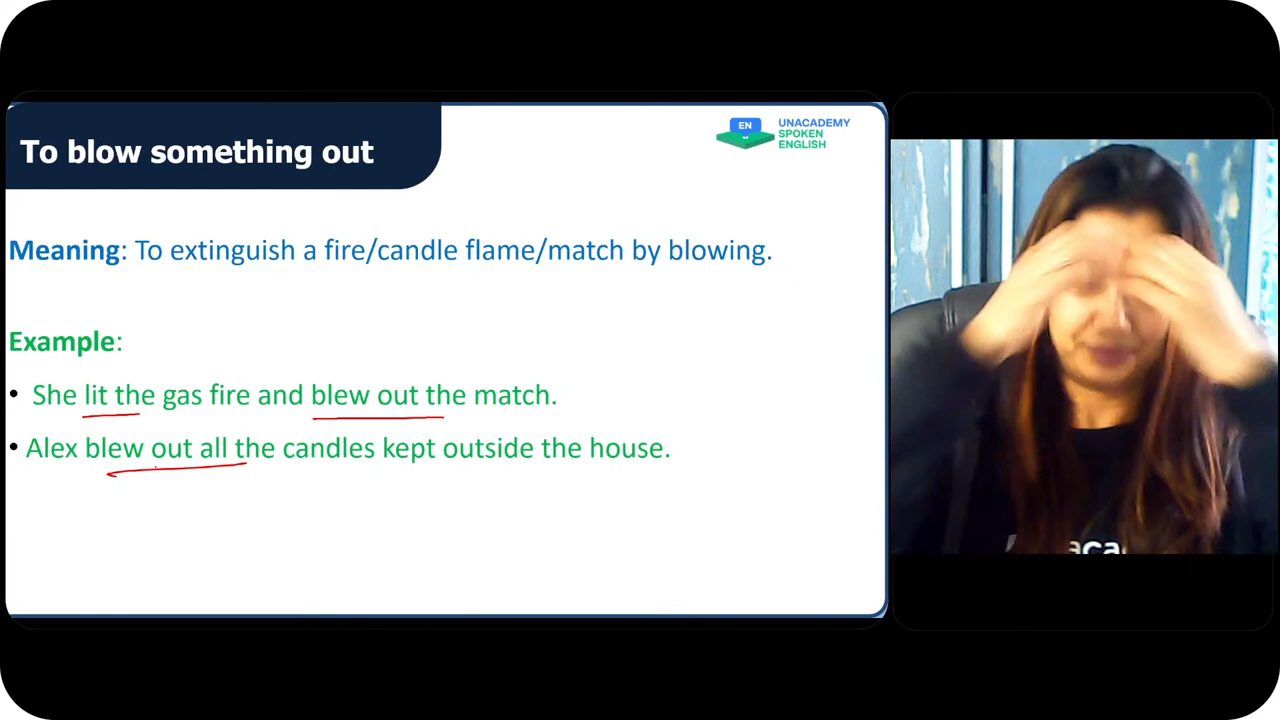 To blow something out
EN
UNACADEMY
SPOKEN
ENGLISH
Meaning: To extinguish a fire/candle flame/match by blowing.
Example:
• She lit the gas fire and blew out the match.
• Alex blew out all the candles kept outside the house.